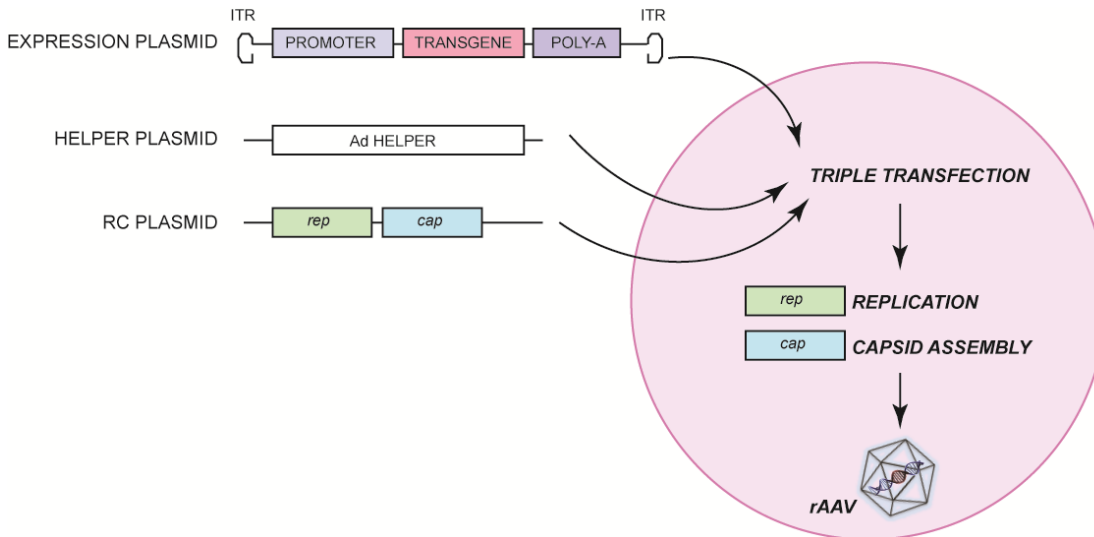 ITR
ITR
EXPRESSION PLASMID
PROMOTER
TRANSGENE
POLY-A
HELPER PLASMID
Ad HELPER
TRIPLE TRANSFECTION
RC PLASMID
rep
cap
rep
REPLICATION
cap
CAPSID ASSEMBLY
rAAV